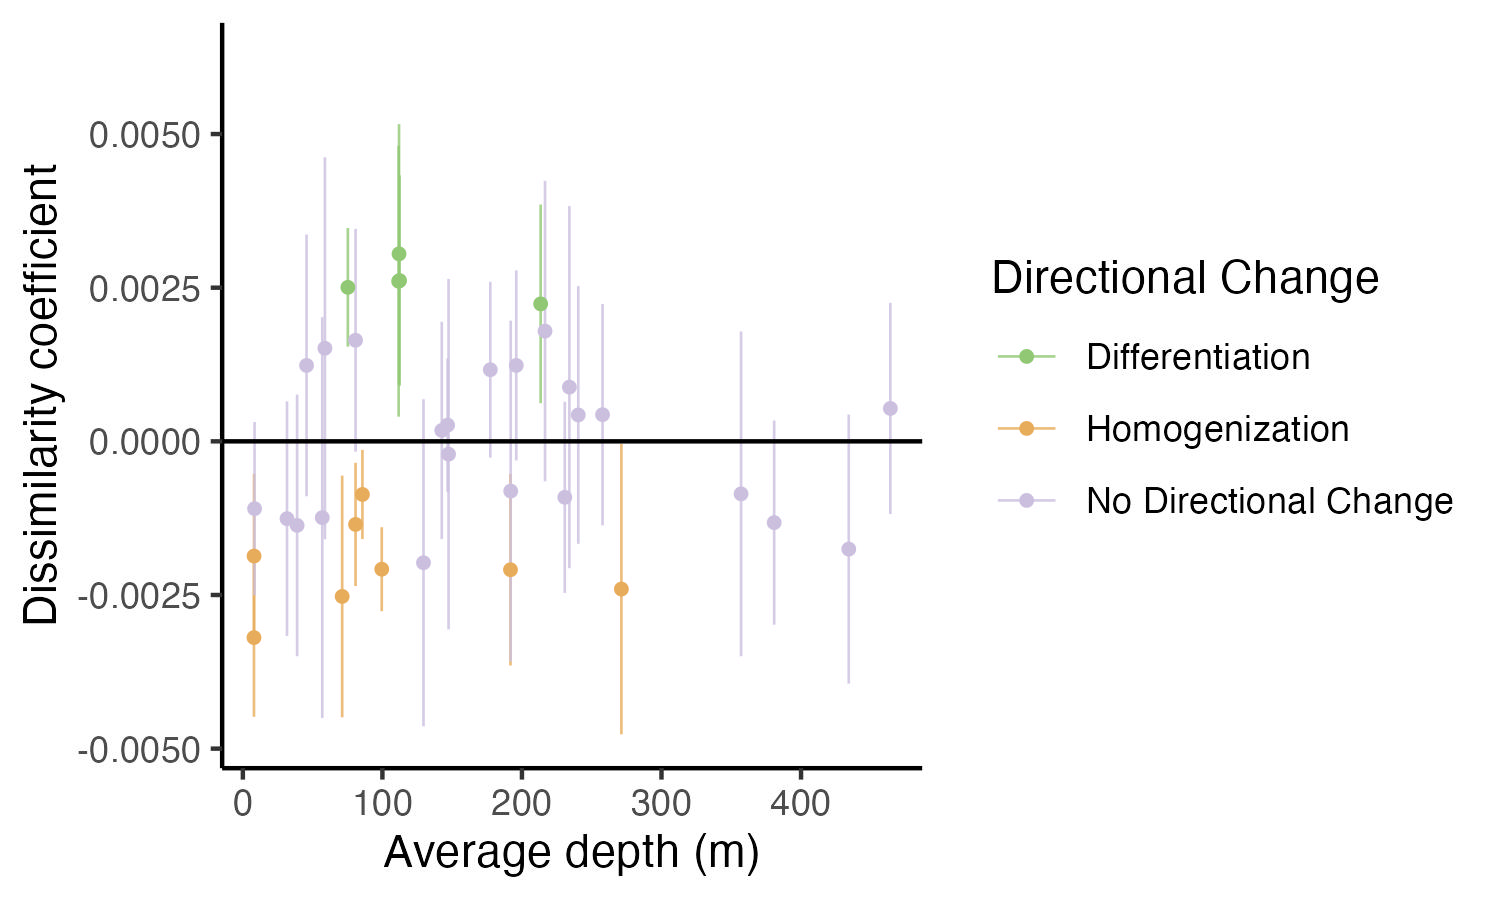 0.0050
0.0025
0.0000
-0.0025
-0.0050
Dissimilarity coefficient
0 100 200 300 400
Average depth (m)
Directional Change
Differentiation
Homogenization
No Directional Change